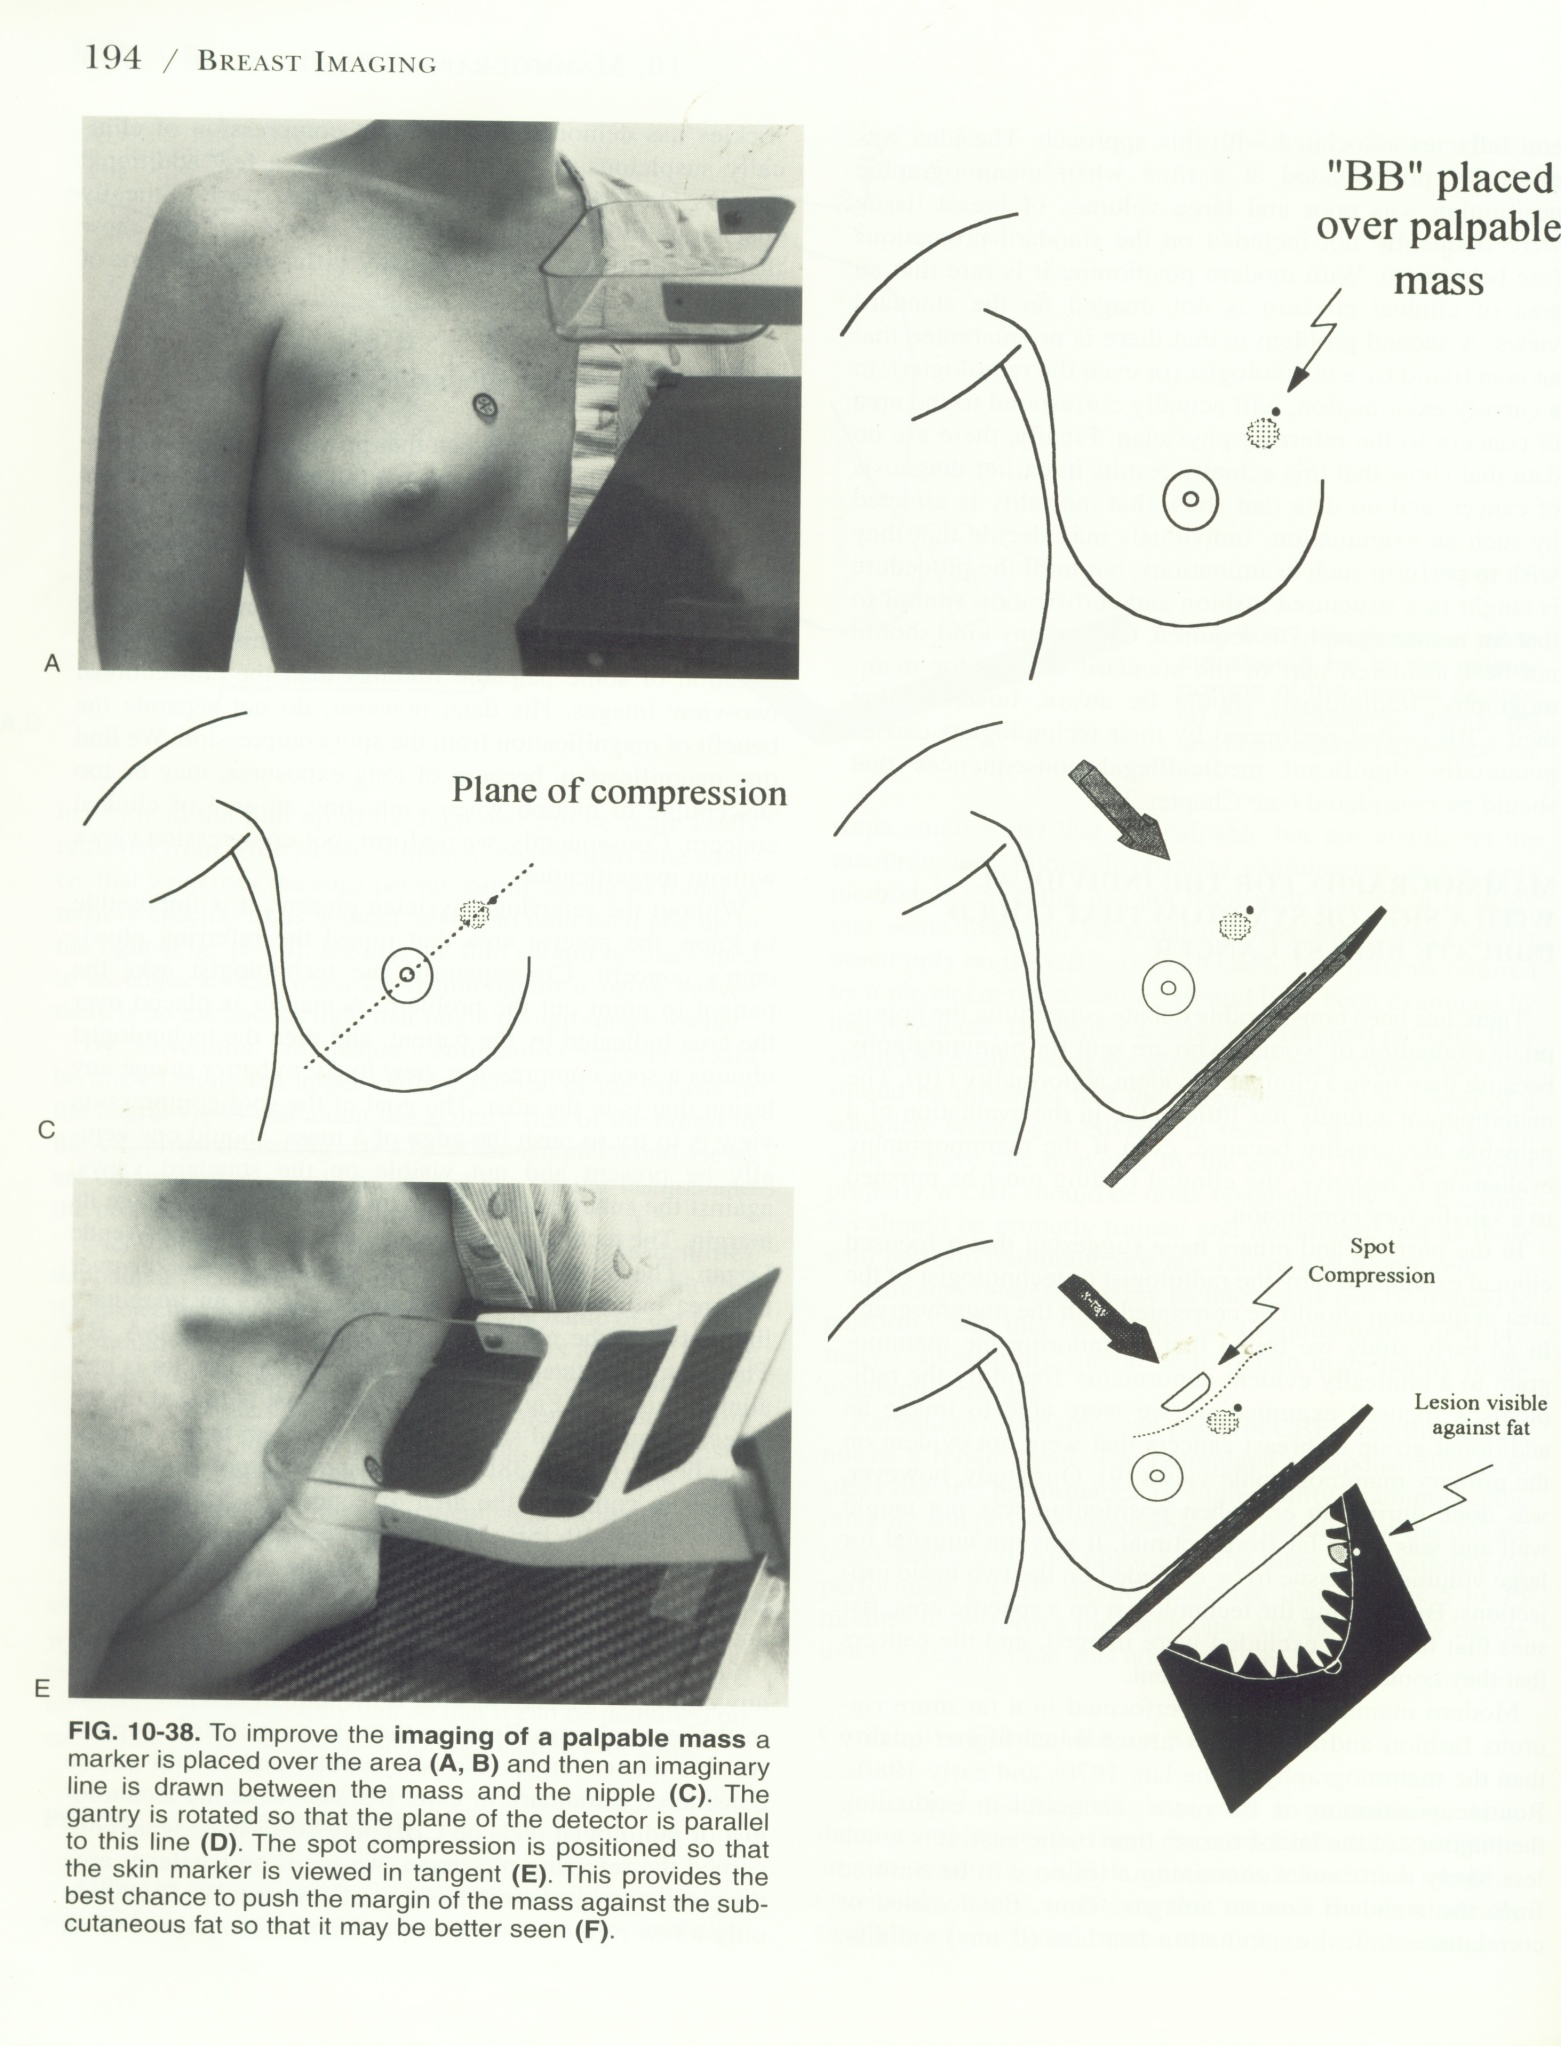 194 / BREAST IMAGING
"BB" placed
over palpable
mass
A
Plane of compression
C
Spot
Compression
x-ray
Lesion visible
against fat
E
FIG. 10-38. To improve the imaging of a palpable mass a
marker is placed over the area (A, B) and then an imaginary
line is drawn between the mass and the nipple (C). The
gantry is rotated so that the plane of the detector is parallel
to this line (D). The spot compression is positioned so that
the skin marker is viewed in tangent (E). This provides the
best chance to push the margin of the mass against the sub-
cutaneous fat so that it may be better seen (F).